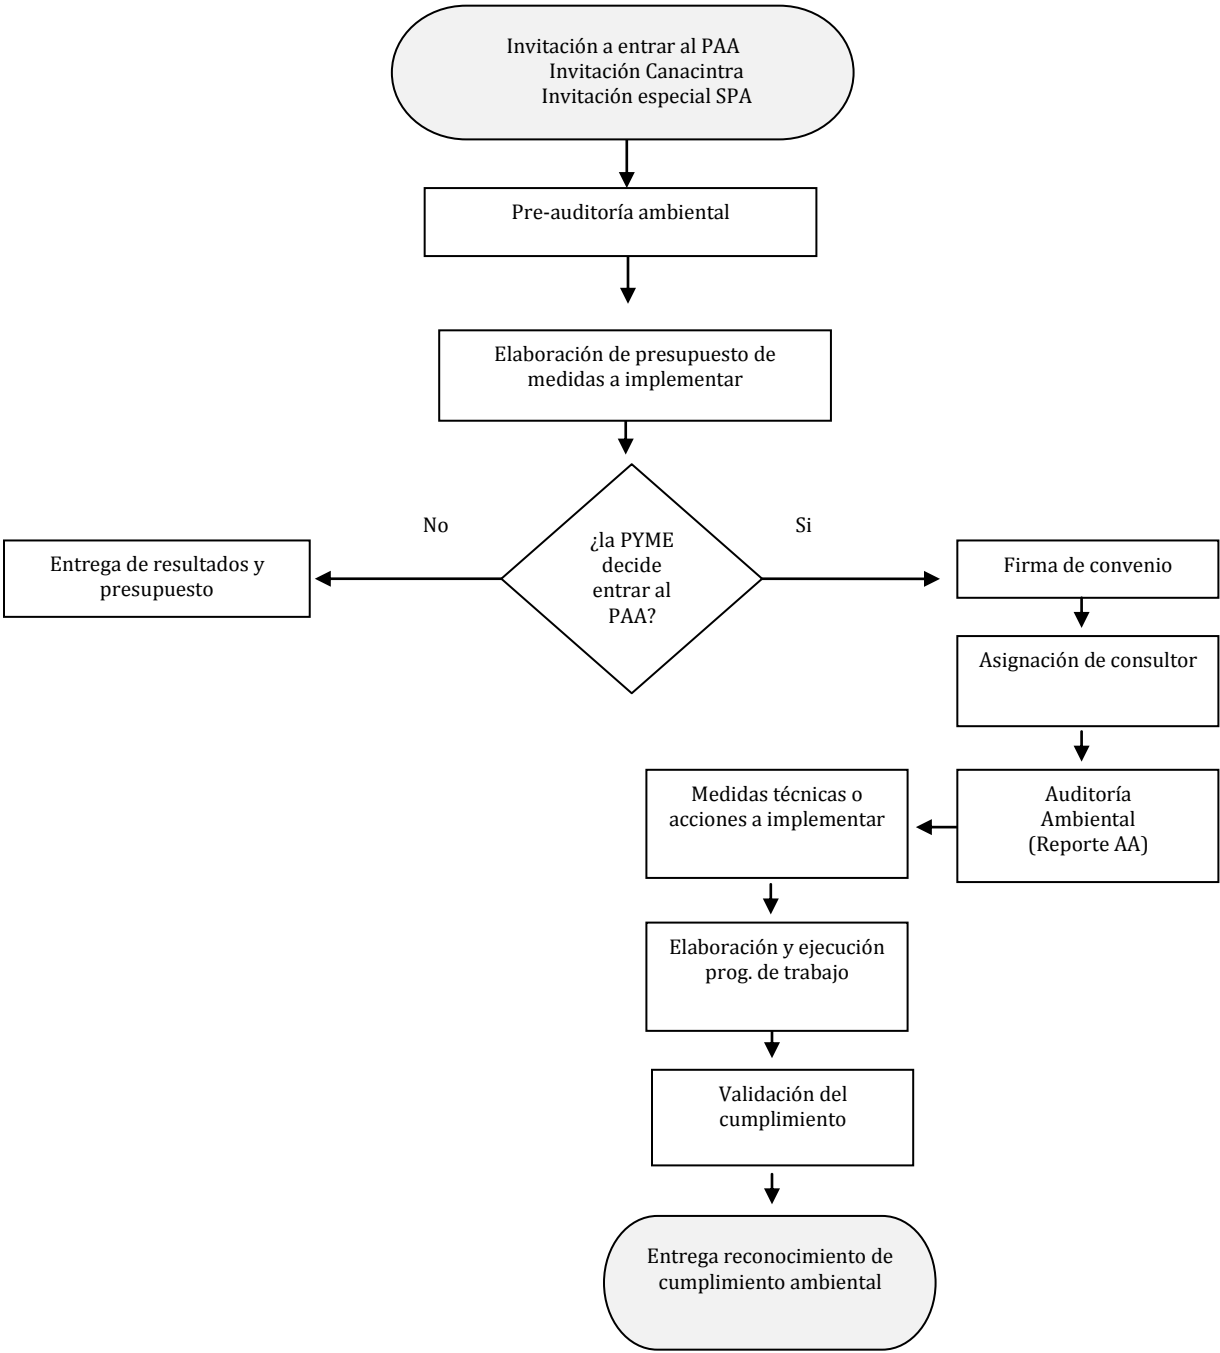 Invitación a entrar al PAA
Invitación Canacintra
Invitación especial SPA
Pre-auditoría ambiental
Elaboración de presupuesto de
medidas a implementar
No
Si
¿la PYME
decide
entrar al
PAA?
Entrega de resultados y
presupuesto
Firma de convenio
Asignación de consultor
Auditoría
Ambiental
(Reporte AA)
Medidas técnicas o
acciones a implementar
Elaboración y ejecución
prog. de trabajo
Validación del
cumplimiento
Entrega reconocimiento de
cumplimiento ambiental